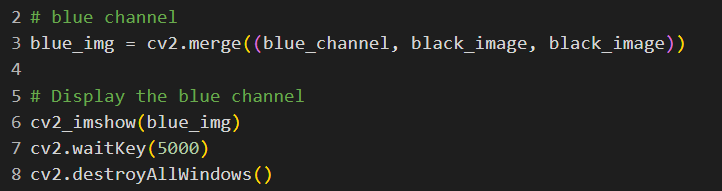 2 # blue channel
3 blue_img = cv2.merge((blue_channel, black_image, black_image))
4
5 # Display the blue channel
6 cv2_imshow(blue_img)
7 cv2.waitKey(5000)
8 cv2.destroyAllWindows()